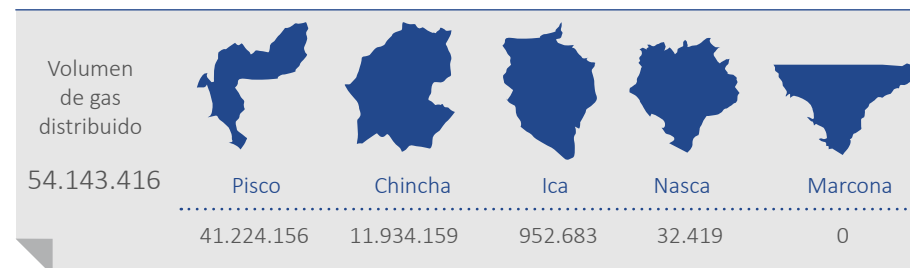 Volumen
de gas
distribuido
54.143.416
Pisco Chincha Ica Nasca Marcona
41.224.156 11.934.159 952.683 32.419 0